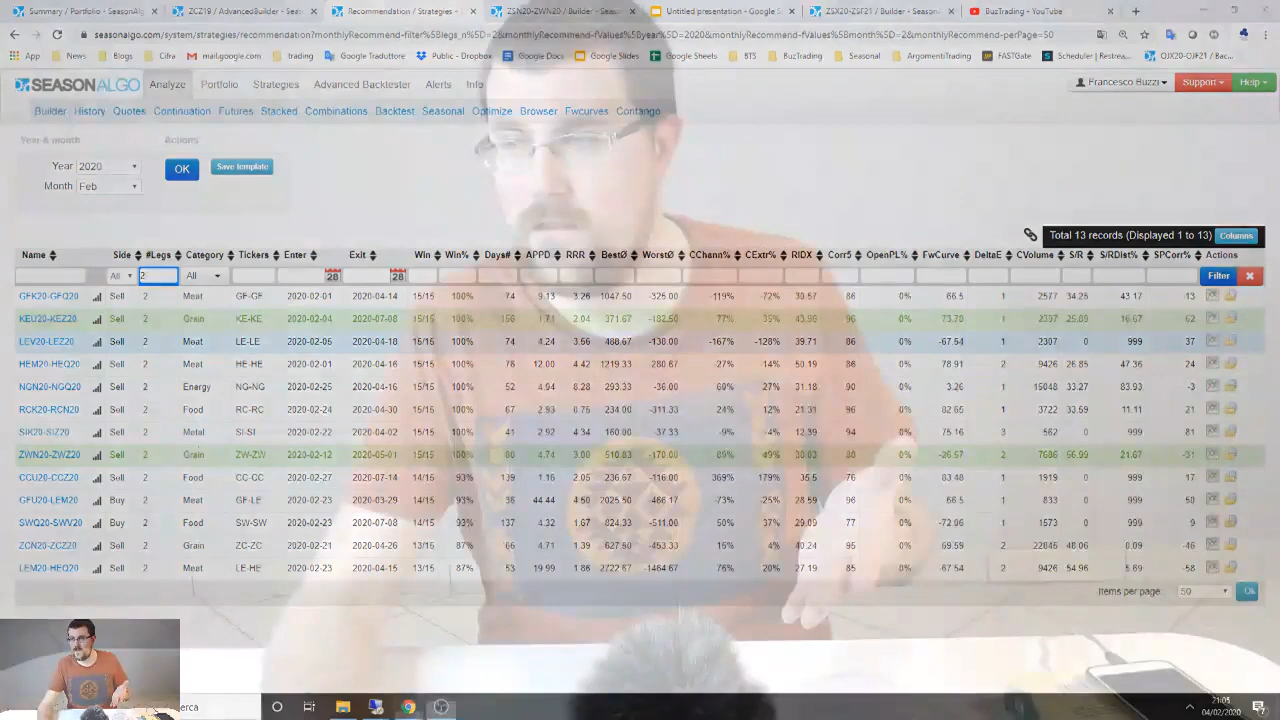 Summary / Portfolio - SeasonAlgo
ZCZ19 / AdvancedBuilder - Seas
Recommendation / Strategies -
ZSN20-ZWN20 / Builder - Seaso
Untitled presentation - Google S
ZSX20-ZSF21 / Builder - Season
BuzTrading - YouTube
seasonalgo.com/system/strategies/recommendation?monthlyRecommend-filter%5Blegs_n%5D=2&monthlyRecommend-fValues%5Byear%5D=2020&monthlyRecommend-fValues%5Bmonth%5D=2&monthlyRecommend-perPage=50
App Blogs Cifra mail.google.com trading Google Traduttore Public - Dropbox Google Docs Google Slides Google Sheets BTS BuzTrading Seasonal ArgomentiTrading FASTGate Scheduler | Restrea... OJX20-OJF21 / Bac...
SEASONALGO Analyze Portfolio Strategies Advanced Backtester Alerts Info Francesco Buzzi Support Help
Builder History Quotes Continuation Futures Stacked Combinations Backtest Seasonal Optimize Browser Fwcurves Contango
Year & month Actions
Year 2020 OK Save template
Month Feb
Total 13 records (Displayed 1 to 13) Columns
Name Side #Legs Category Tickers Enter Exit Win Win% Days# APPD RRR BestØ WorstØ CChann% CExtr% RIDX Corr5 OpenPL% FwCurve DeltaE CVolume S/R S/RDist% SPCorr% Actions
All 2 All 28 28 Filter
GFK20-GFQ20 Sell 2 Meat GF-GF 2020-02-01 2020-04-14 15/15 100% 74 9.13 3.26 1047.50 -325.00 -119% -72% 30.57 86 0% 66.5 1 2577 34.25 43.17 13
KEU20-KEZ20 Sell 2 Grain KE-KE 2020-02-04 2020-07-08 15/15 100% 156 1.71 2.04 371.67 -182.50 77% 35% 43.98 96 0% 73.70 1 2397 25.89 16.67 62
LEV20-LEZ20 Sell 2 Meat LE-LE 2020-02-05 2020-04-18 15/15 100% 74 4.24 3.56 488.67 -138.00 -167% -128% 39.71 86 0% -67.54 1 2307 0 999 37
HEM20-HEQ20 Sell 2 Meat HE-HE 2020-02-01 2020-04-16 15/15 100% 76 12.00 4.42 1219.33 -280.67 -30% -14% 50.19 86 0% 78.91 2 9426 26.85 47.36 24
NGN20-NGQ20 Sell 2 Energy NG-NG 2020-02-25 2020-04-16 15/15 100% 52 4.94 8.28 293.33 -36.00 60% 27% 31.18 90 0% 3.26 1 15048 33.27 83.93 -3
RCK20-RCN20 Sell 2 Food RC-RC 2020-02-24 2020-04-30 15/15 100% 67 2.93 0.75 234.00 -311.33 24% 12% 21.31 96 0% 82.65 1 3722 33.59 11.11 21
SIK20-SIZ20 Sell 2 Metal SI-SI 2020-02-22 2020-04-02 15/15 100% 41 2.92 4.34 160.00 -37.33 -9% -4% 12.39 94 0% 75.16 3 562 0 999 81
ZWN20-ZWZ20 Sell 2 Grain ZW-ZW 2020-02-12 2020-05-01 15/15 100% 80 4.74 3.00 510.83 -170.00 89% 49% 80 0% -26.57 2 7686 56.99 21.67 -31
CCU20-CCZ20 Sell 2 Food CC-CC 2020-02-27 2020-07-14 14/15 93% 139 1.16 2.05 236.67 -116.00 369% 179% 35.5 76 0% 83.48 1 1919 0 999 17
GFU20-LEM20 Buy 2 Meat GF-LE 2020-02-23 2020-03-29 14/15 93% 36 44.44 4.50 2025.50 -466.17 -73% -25% 28.59 96 0% 66.5 1 833 0 999 50
SWQ20-SWV20 Buy 2 Food SW-SW 2020-02-23 2020-07-08 14/15 93% 137 4.32 1.67 824.33 -511.00 50% 37% 29.09 77 0% -72.96 1 1573 0 999 9
ZCN20-ZCZ20 Sell 2 Grain ZC-ZC 2020-02-21 2020-04-26 13/15 87% 66 4.71 1.39 627.50 -453.33 15% 4% 40.24 95 0% 69.59 2 22845 48.06 0.09 -46
LEM20-HEQ20 Sell 2 Meat LE-HE 2020-02-23 2020-04-15 13/15 87% 53 19.99 1.86 2722.67 -1464.67 76% 20% 27.19 85 0% -67.54 2 9426 54.96 5.69 -58
Items per page: 50 Ok
erca
21:05
04/02/2020